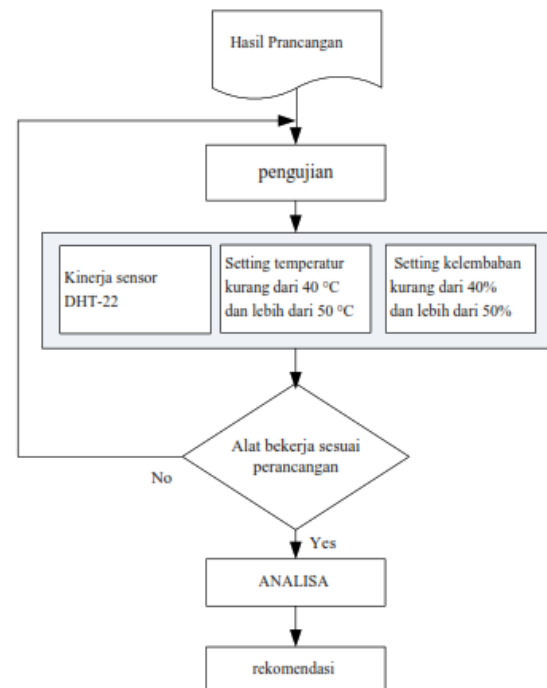 Hasil Prancangan
pengujian
Kinerja sensor
DHT-22
Setting temperatur
kurang dari 40 °C
dan lebih dari 50 °C
Setting kelembaban
kurang dari 40%
dan lebih dari 50%
Alat bekerja sesuai
perancangan
No
Yes
ANALISA
rekomendasi